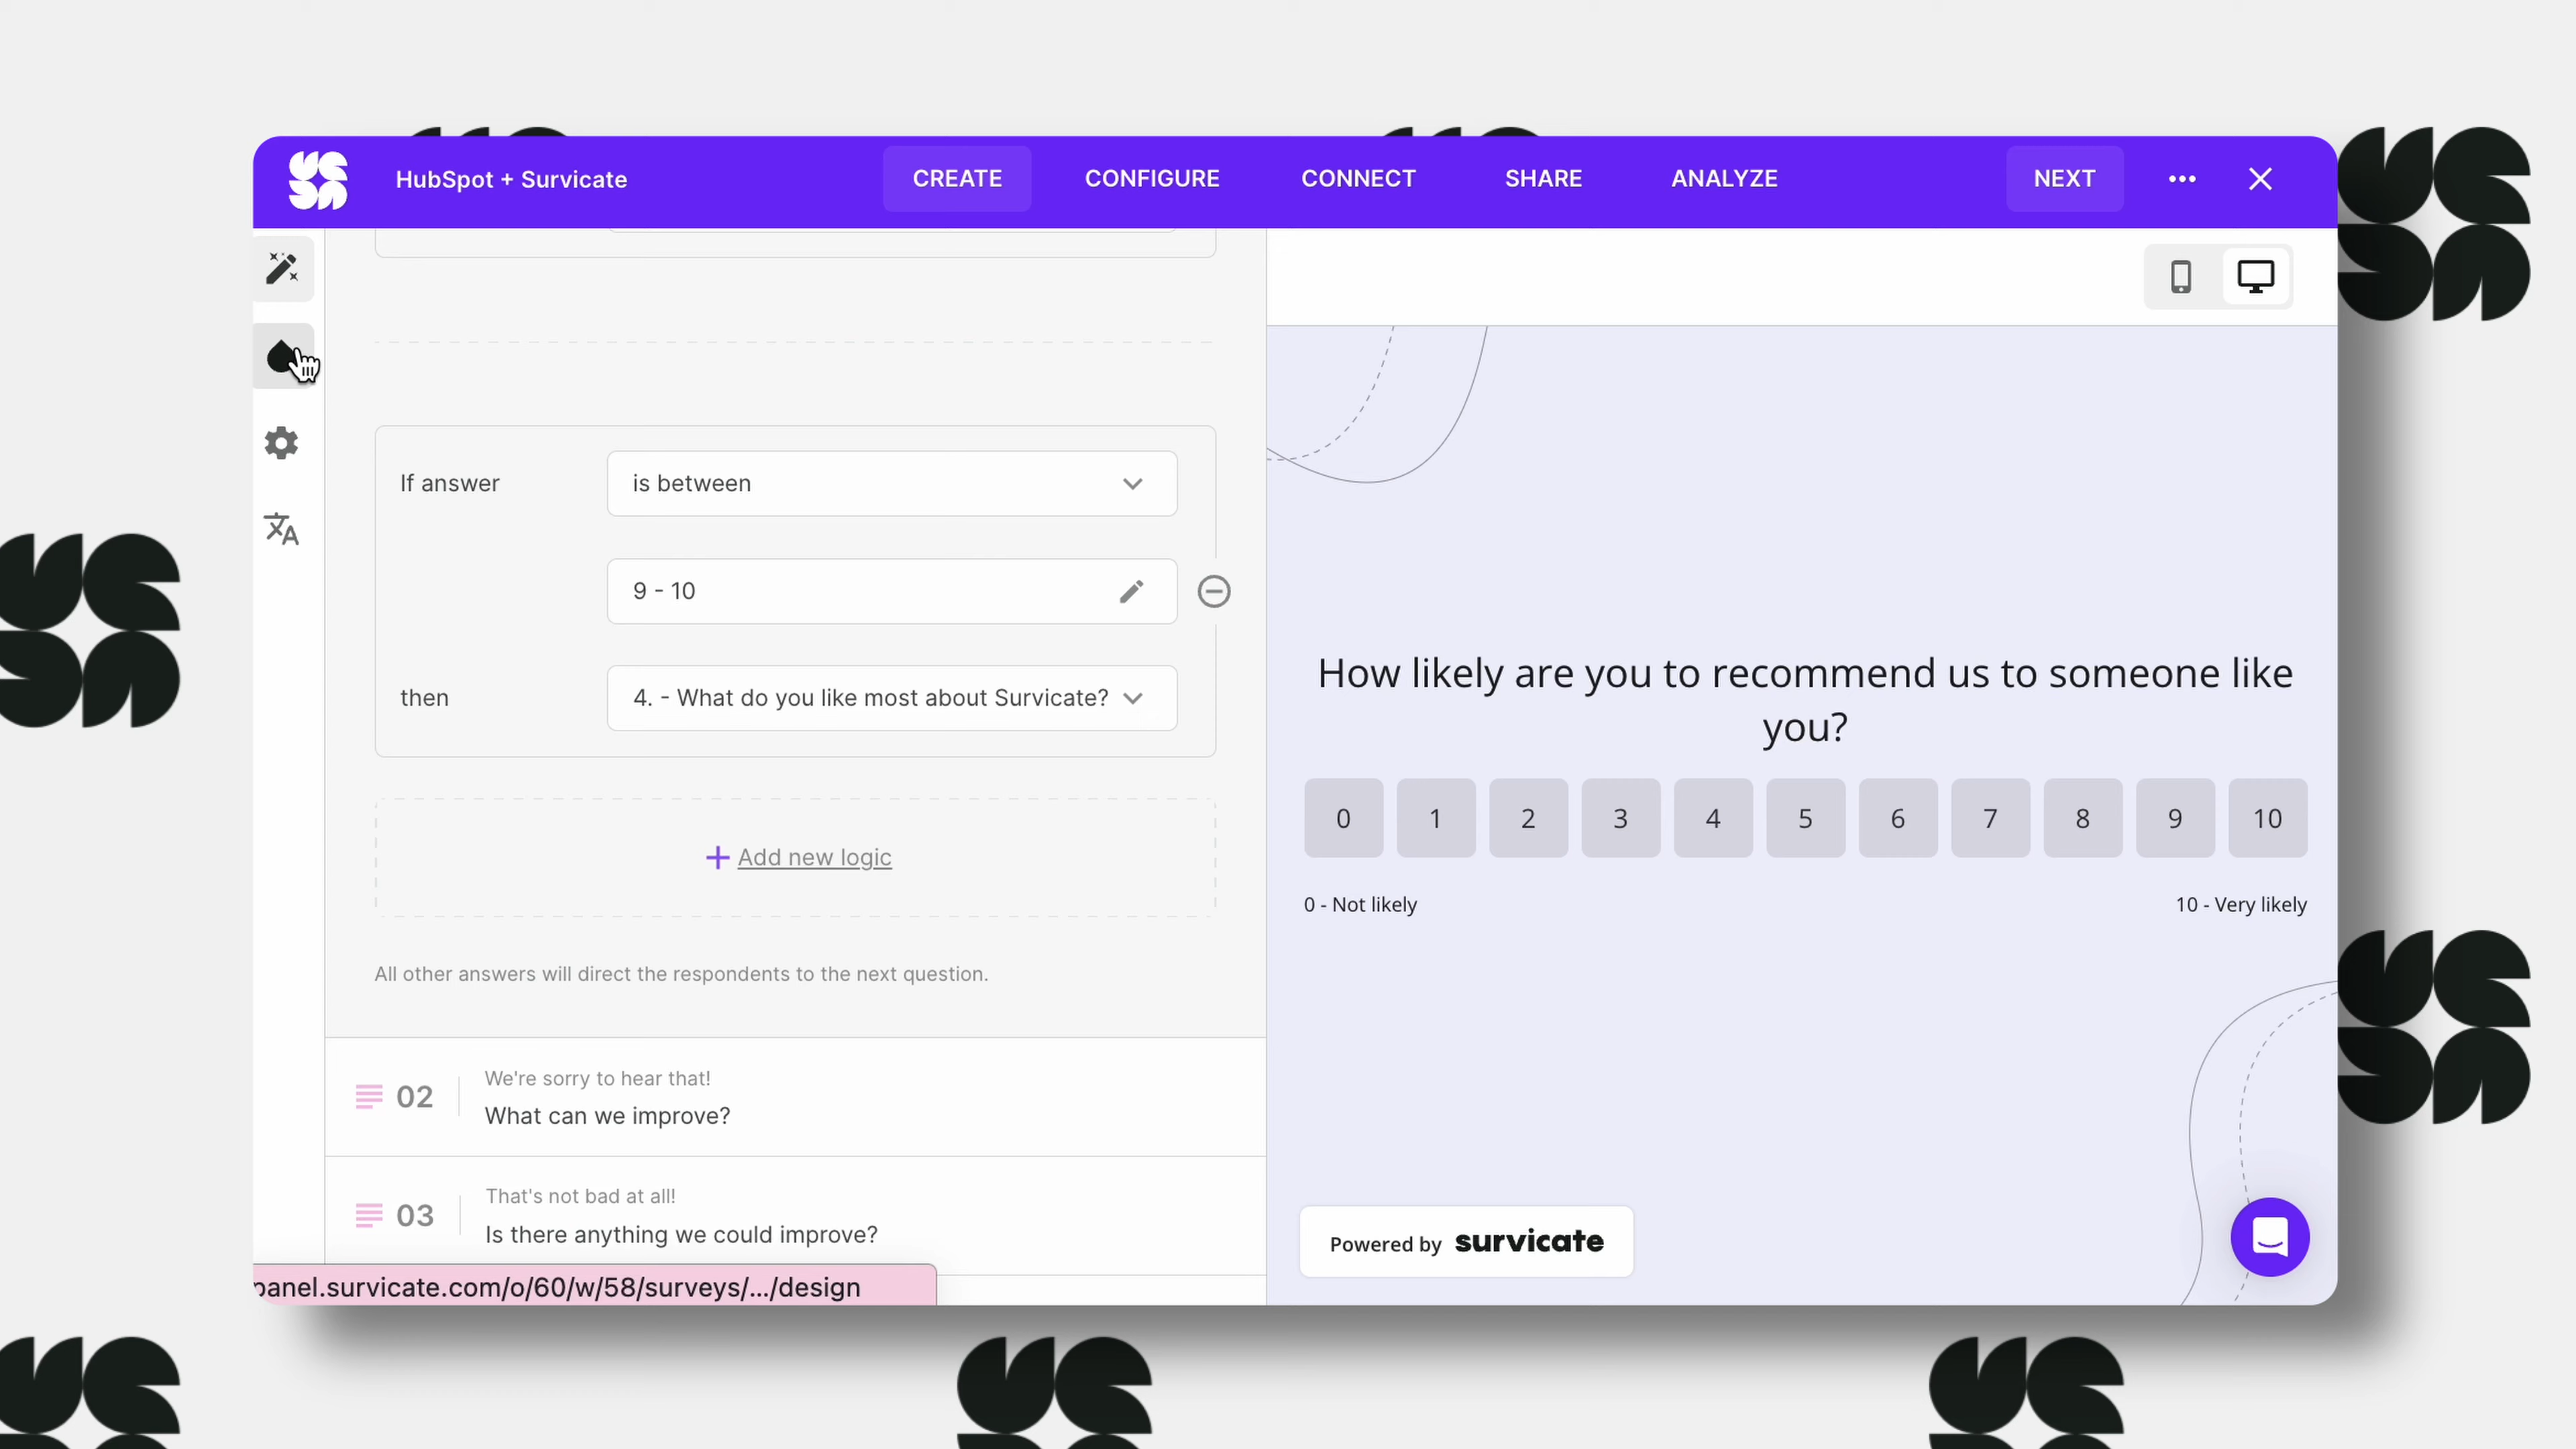 HubSpot + Survicate
CREATE
CONFIGURE
CONNECT
SHARE
ANALYZE
NEXT
If answer
is between
9 - 10
then
4. - What do you like most about Survicate?
Add new logic
All other answers will direct the respondents to the next question.
02
We're sorry to hear that!
What can we improve?
03
That's not bad at all!
Is there anything we could improve?
panel.survicate.com/o/60/w/58/surveys/.../design
How likely are you to recommend us to someone like
you?
0 1 2 3 4 5 6 7 8 9 10
0 - Not likely
10 - Very likely
Powered by survicate